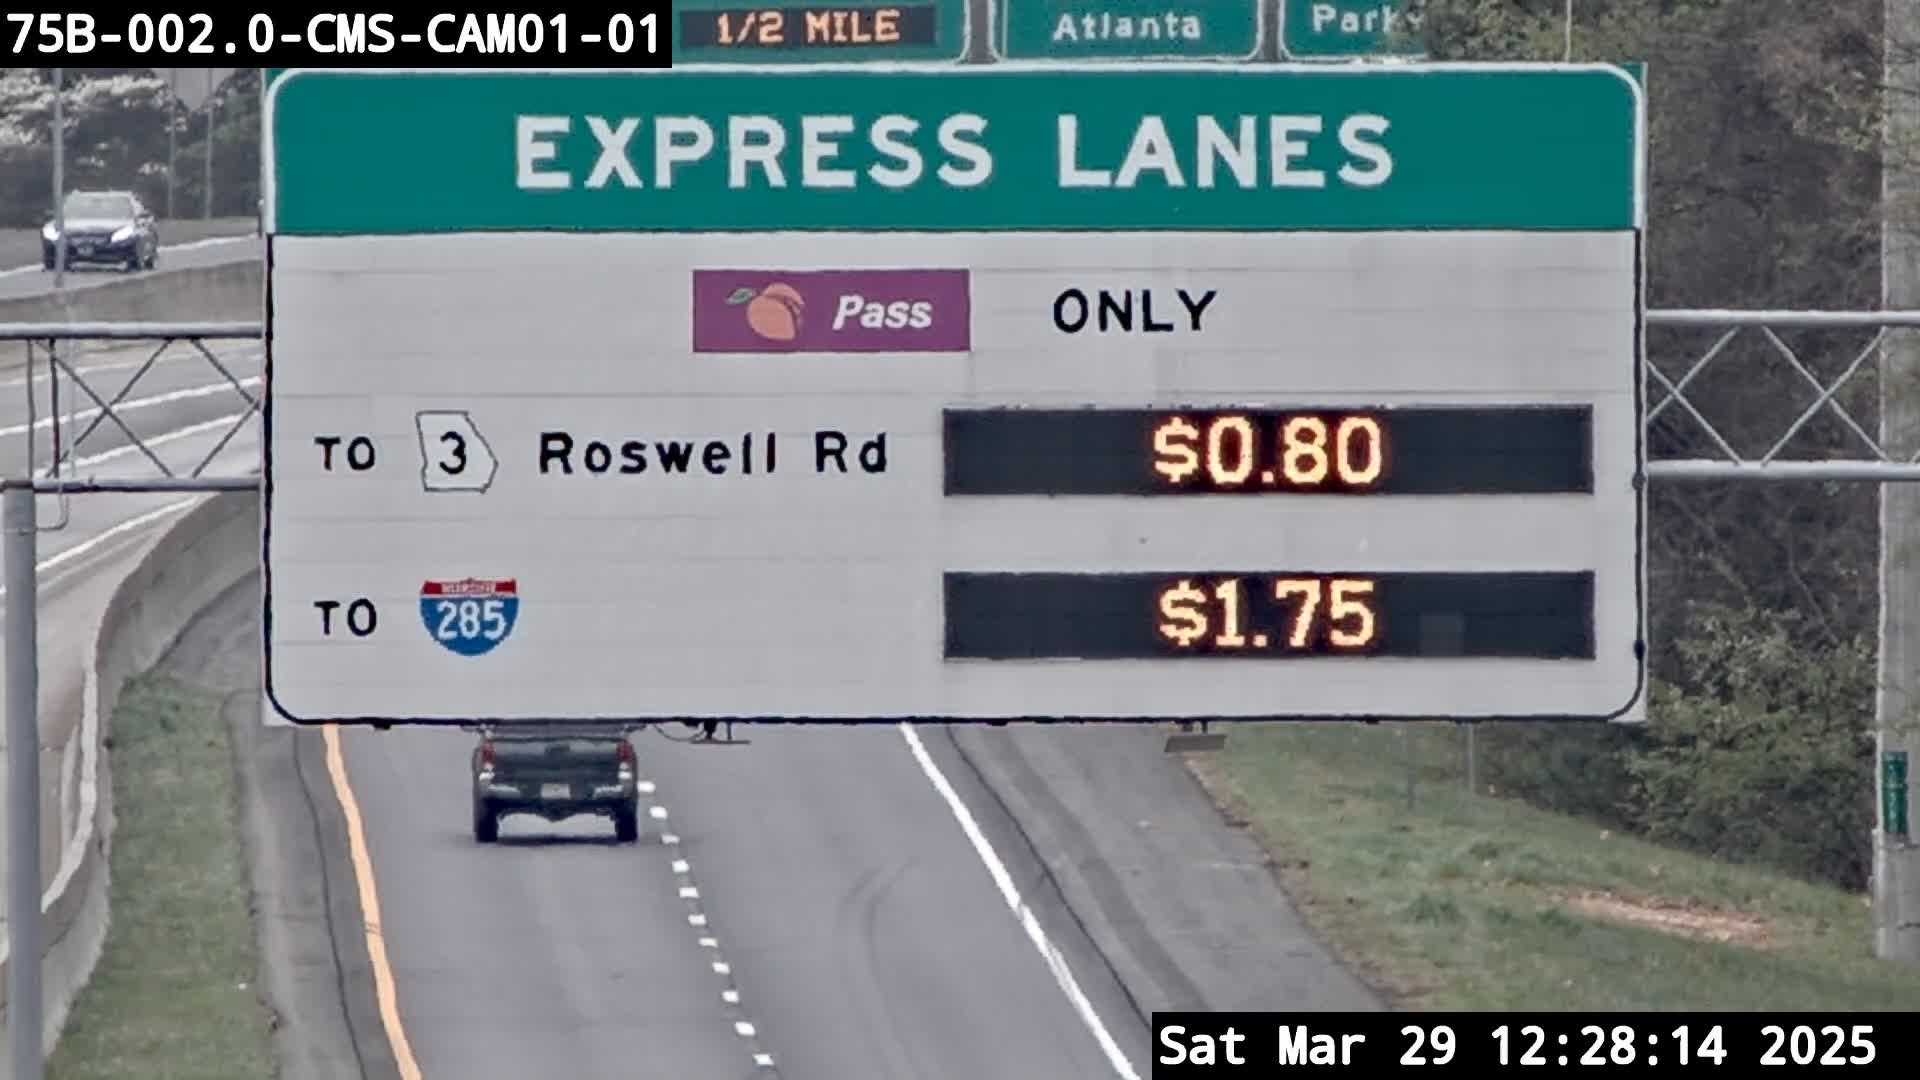 75B-002.0-CMS-CAM01-01
1/2 MILE
Atlanta
EXPRESS LANES
Pass ONLY
TO 3 Roswell Rd $0.80
TO INTERSTATE 285 $1.75
Sat Mar 29 12:28:14 2025